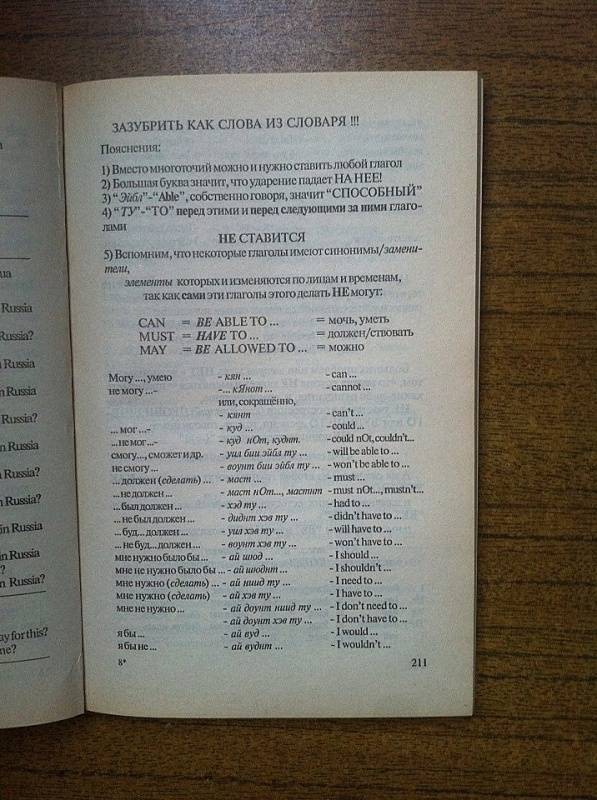 ua
Russia
Russia?
n Russia
n Russia
Russia?
n Russia
n Russia
Russia?
in Russia
in Russia
?
n Russia?
?
ay for this?
me?
ЗАЗУБРИТЬ КАК СЛОВА ИЗ СЛОВАРЯ !!!
Пояснения:
1) Вместо многоточий можно и нужно ставить любой глагол
2) Большая буква значит, что ударение падает НА НЕЕ!
3) "Эйбл"-"Able", собственно говоря, значит "СПОСОБНЫЙ"
4) "ТУ"-"ТО" перед этими и перед следующими за ними глаго-
лами
НЕ СТАВИТСЯ
5) Вспомним, что некоторые глаголы имеют синонимы/замени-
тели,
элементы которых и изменяются по лицам и временам,
так как сами эти глаголы этого делать НЕ могут:
CAN = BE ABLE TO ... = мочь, уметь
MUST = HAVE TO ... = должен/ствовать
MAY = BE ALLOWED TO ... = можно
Могу ..., умею - кян ... - can ...
не могу ...- -... кЯнот ... - cannot ...
или, сокращённо,
- кянт - can't ...
... мог ...- - куд ... - could ...
...не мог ...- - куд нОт, куднт. - could nOt, couldn't...
смогу..., сможет и др. - уил бии эйбл ту ... - will be able to ...
не смогу ... - воунт бии эйбл ту ... - won't be able to ...
... должен (сделать) ... - маст ... - must ...
... не должен ... - маст нОт..., мастнт - must nOt..., mustn't...
... был должен ... - хэд ту ... - had to ...
... не был должен ... - диднт хэв ту ... - didn't have to ...
... буд... должен ... - уил хэв ту ... - will have to ...
... не буд... должен ... - воунт хэв ту ... - won't have to ...
мне нужно было бы ... - ай шюд ... - I should ...
мне не нужно было бы ... - ай шюднт ... - I shouldn't ...
мне нужно (сделать) ... - ай ниид ту ... - I need to ...
мне нужно (сделать) - ай хэв ту ... - I have to ...
мне не нужно ... - ай доунт ниид ту ... - I don't need to ...
- ай доунт хэв ту ... - I don't have to ...
я бы ... - ай вуд ... - I would ...
я бы не ... - ай вуднт ... - I wouldn't ...
8* 211